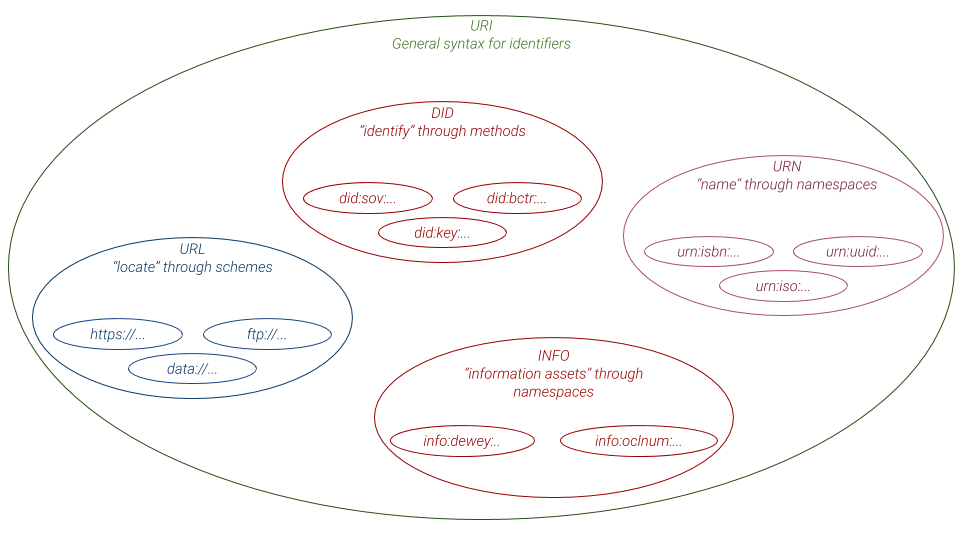 URI
General syntax for identifiers
DID
“identify” through methods
did:sov:...
did:bctr:...
did:key:...
URN
“name” through namespaces
urn:isbn:...
urn:uuid:...
urn:iso:...
URL
“locate” through schemes
https://...
ftp://...
data://...
INFO
“information assets” through
namespaces
info:dewey:..
info:oclnum:...